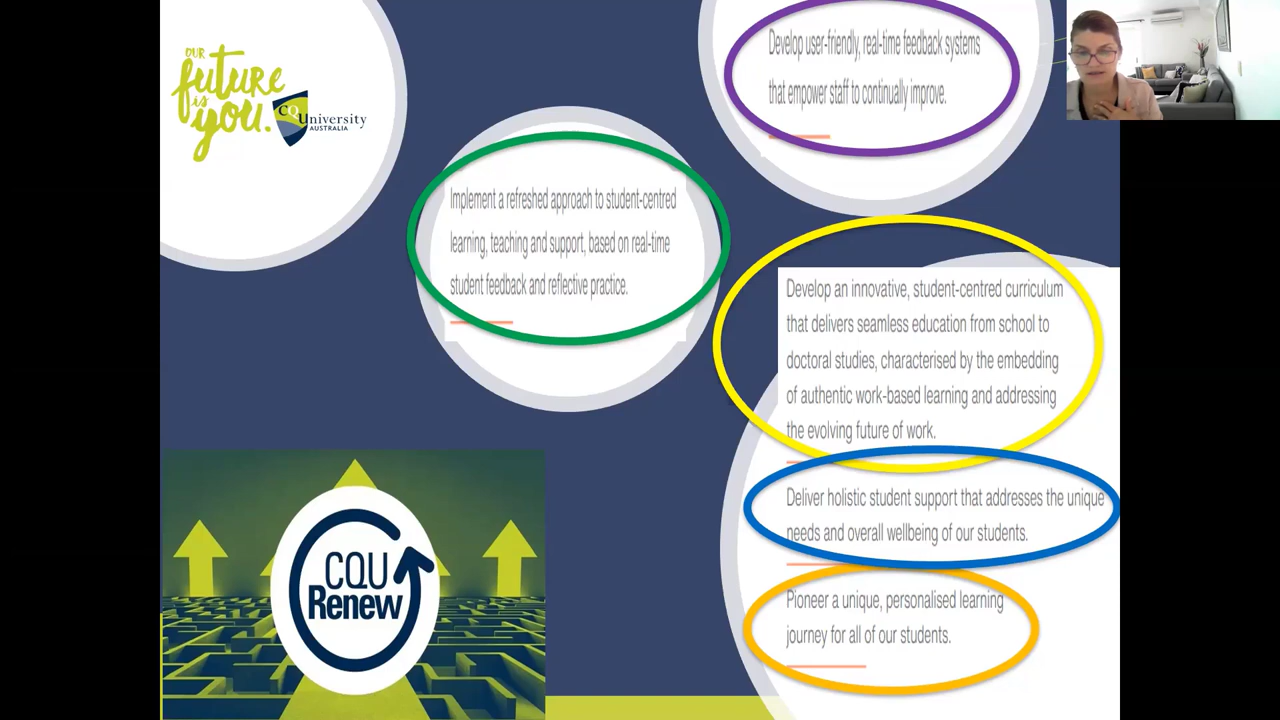 OUR
future
is
you.
CQUniversity
AUSTRALIA
Develop user-friendly, real-time feedback systems
that empower staff to continually improve.
Implement a refreshed approach to student-centred
learning, teaching and support, based on real-time
student feedback and reflective practice.
Develop an innovative, student-centred curriculum
that delivers seamless education from school to
doctoral studies, characterised by the embedding
of authentic work-based learning and addressing
the evolving future of work.
Deliver holistic student support that addresses the unique
needs and overall wellbeing of our students.
Pioneer a unique, personalised learning
journey for all of our students.
CQU
Renew